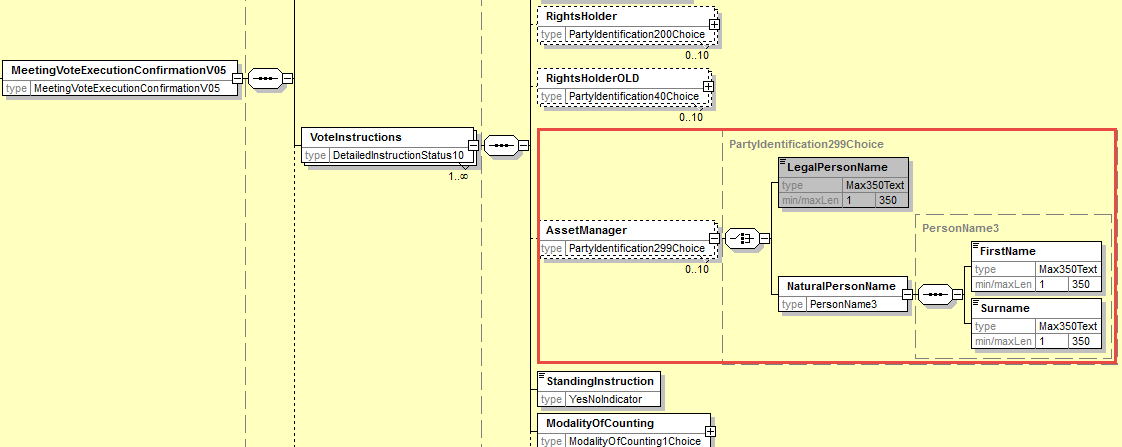 RightsHolder
type PartyIdentification200Choice
0..10
MeetingVoteExecutionConfirmationV05
type MeetingVoteExecutionConfirmationV05
RightsHolderOLD
type PartyIdentification40Choice
0..10
VoteInstructions
type DetailedInstructionStatus10
1..∞
PartyIdentification299Choice
LegalPersonName
type Max350Text
min/maxLen 1 350
AssetManager
type PartyIdentification299Choice
0..10
PersonName3
FirstName
type Max350Text
min/maxLen 1 350
NaturalPersonName
type PersonName3
Surname
type Max350Text
min/maxLen 1 350
StandingInstruction
type YesNoIndicator
ModalityOfCounting
type ModalityOfCounting1Choice